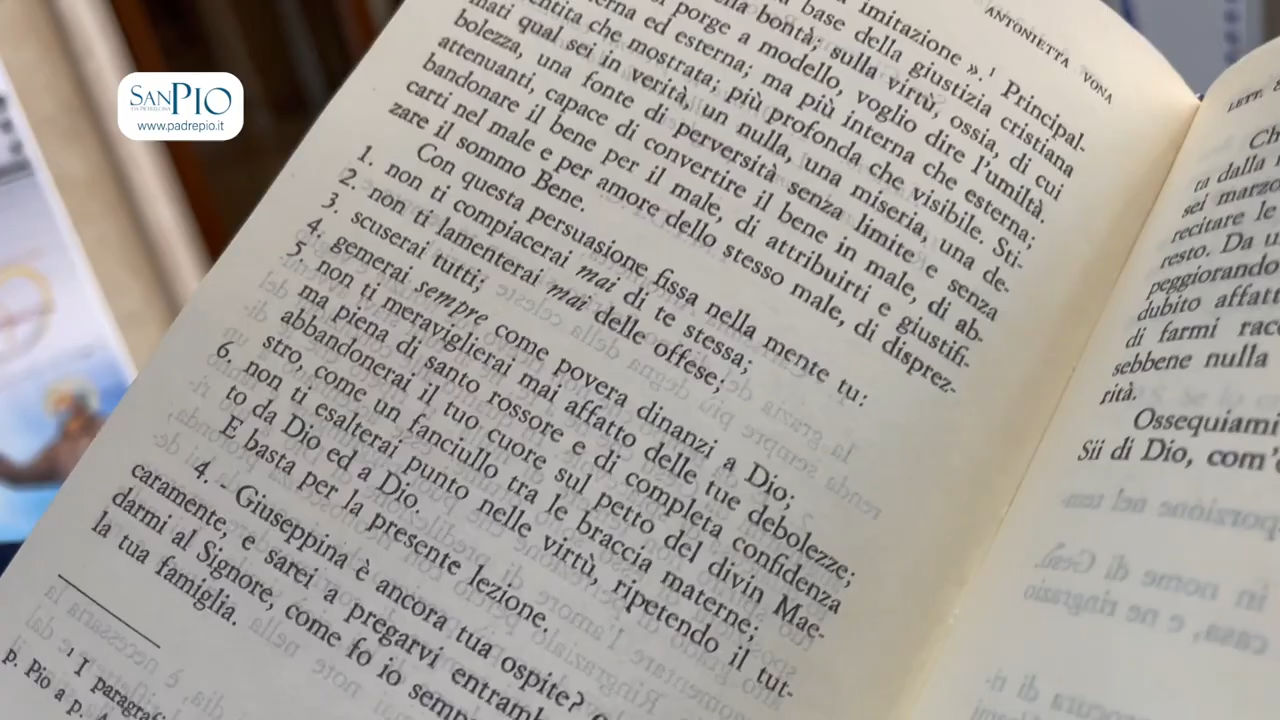 SANPIO
DA PIETRELCINA
www.padrepio.it
ANTONIETTA VONA
imitazione ».¹ Principal-
base della giustizia cristiana
bontà, sulla virtù, ossia, di cui
porge a modello, voglio dire l'umiltà.
erna ed esterna; ma più interna che esterna;
entita che mostrata; più profonda che visibile. Sti-
mati qual sei in verità, un nulla, una miseria, una de-
bolezza, una fonte di perversità senza limite e senza
attenuanti, capace di convertire il bene in male, di ab-
bandonare il bene per il male, di attribuirti e giustifi-
carti nel male e per amore dello stesso male, di disprez-
zare il sommo Bene.
Con questa persuasione fissa nella mente tu:
1. non ti compiacerai mai di te stessa;
2. non ti lamenterai mai delle offese;
3. scuserai tutti;
4. gemerai sempre come povera dinanzi a Dio;
5. non ti meraviglierai mai affatto delle tue debolezze;
ma piena di santo rossore e di completa confidenza
abbandonerai il tuo cuore sul petto del divin Mae-
stro, come un fanciullo tra le braccia materne;
6. non ti esalterai punto nelle virtù, ripetendo il tut-
to da Dio ed a Dio.
E basta per la presente lezione.
4. - Giuseppina è ancora tua ospite?
caramente, e sarei a pregarvi entramb
darmi al Signore, come fo io semp
la tua famiglia.
¹ I paragraf
p. Pio a p. A
LETT.
Ch
ta dalla
sei marzo
recitare le
resto. Da u
peggiorando
dubito affatt
di farmi rac
sebbene nulla
rità.
Ossequiami
Sii di Dio, com'